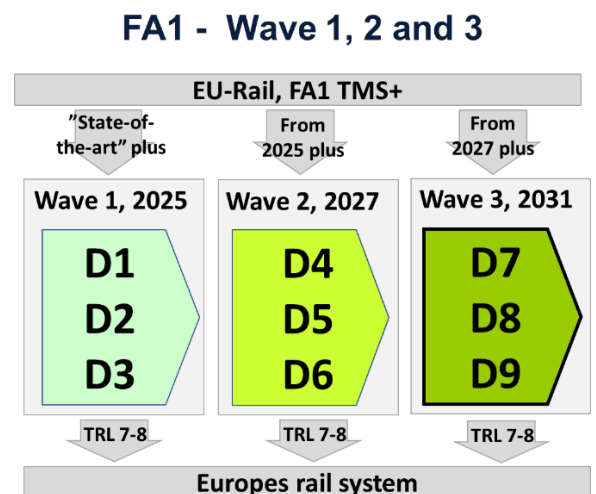 FA1 - Wave 1, 2 and 3
EU-Rail, FA1 TMS+
”State-of-
the-art” plus
From
2025 plus
From
2027 plus
Wave 1, 2025
Wave 2, 2027
Wave 3, 2031
D1
D2
D3
D4
D5
D6
D7
D8
D9
TRL 7-8
TRL 7-8
TRL 7-8
Europes rail system